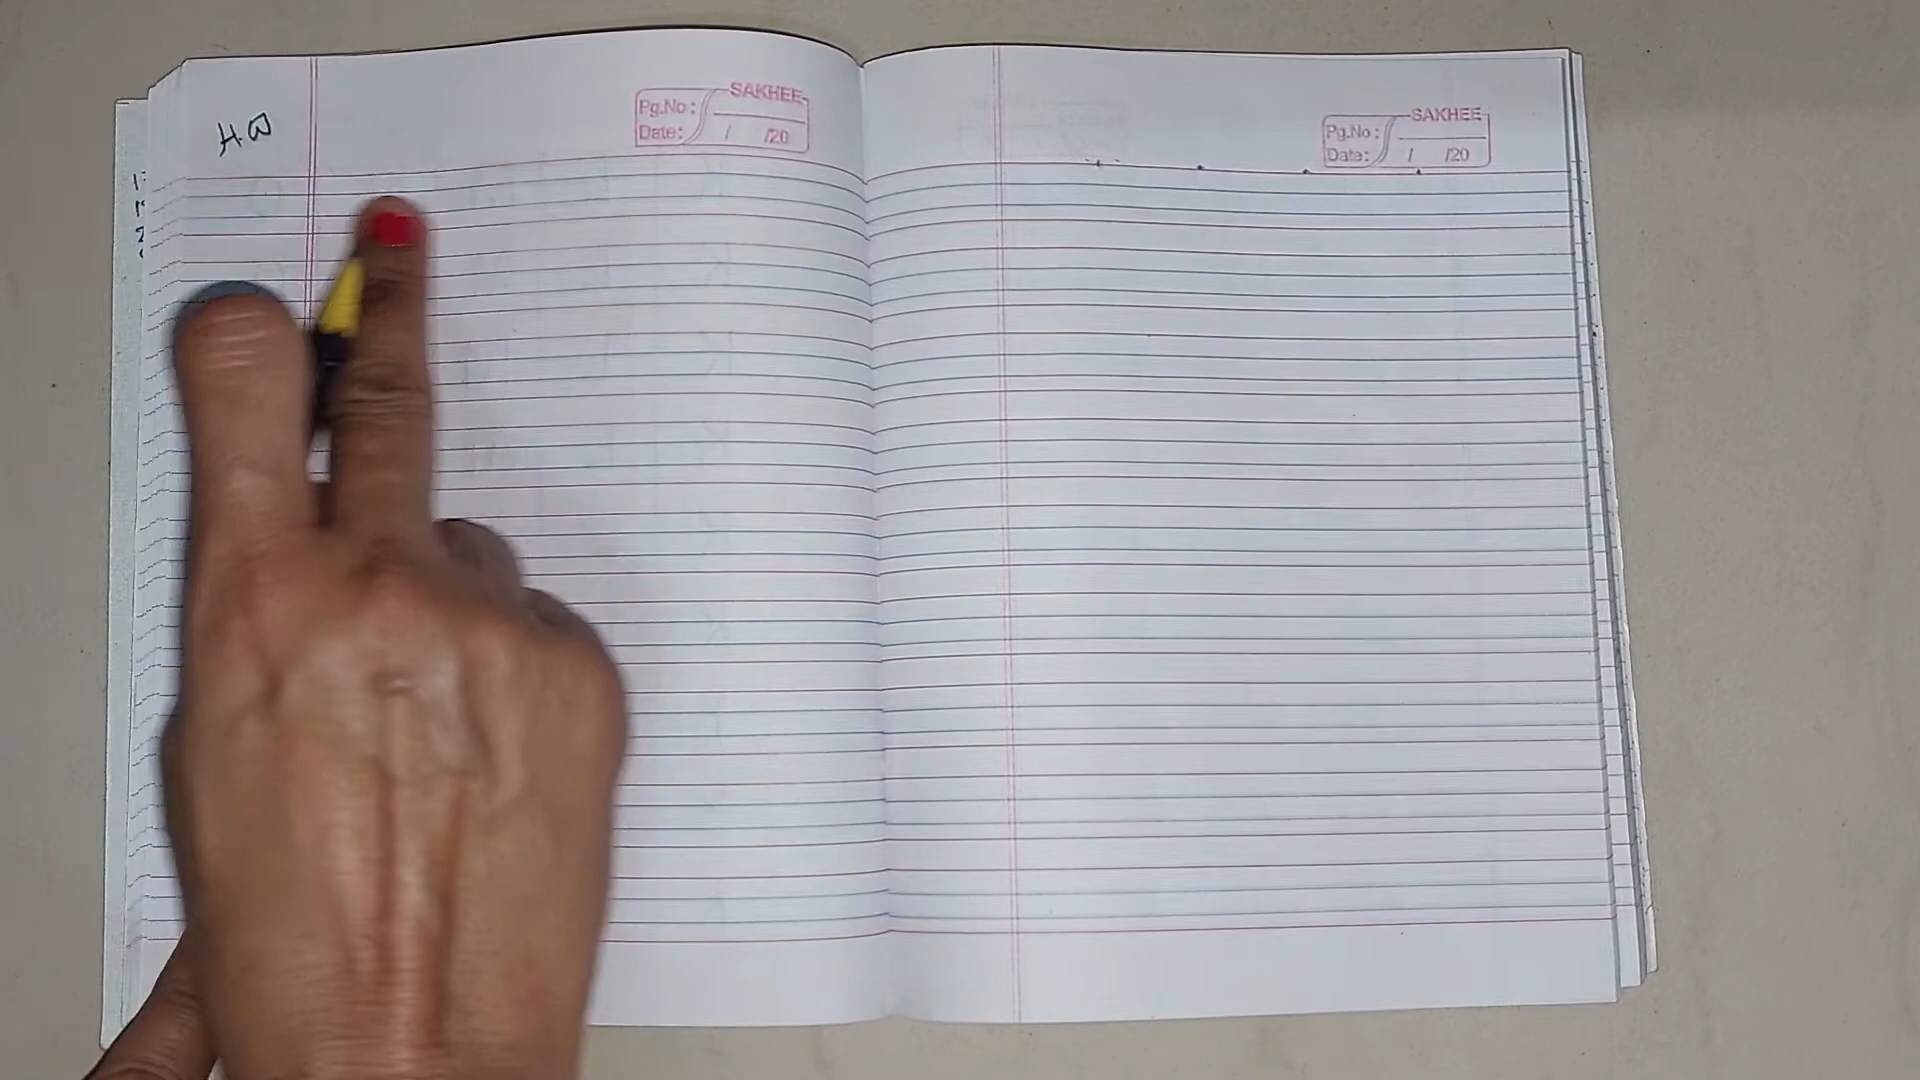 HW
SAKHEE
Pg.No :
Date: / /20
SAKHEE
Pg.No :
Date: / /20